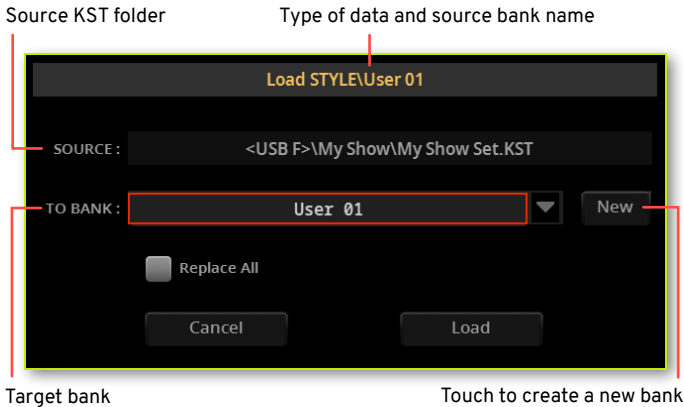 Source KST folder
Type of data and source bank name
Load STYLE\User 01
SOURCE :
<USB F>\My Show\My Show Set.KST
TO BANK :
User 01
New
Replace All
Cancel
Load
Target bank
Touch to create a new bank